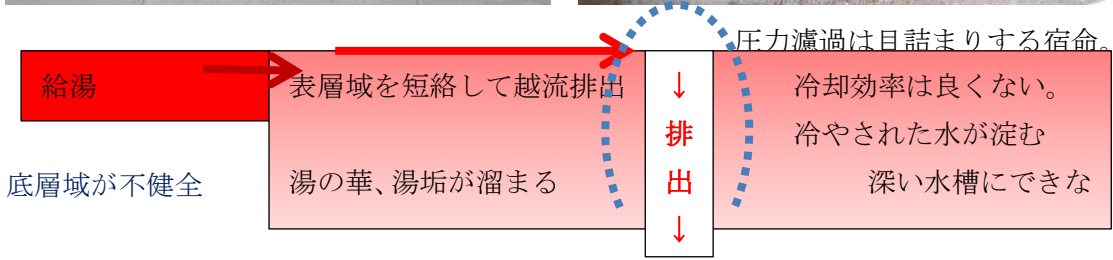 圧力濾過は目詰まりする宿命。
給湯
表層域を短絡して越流排出
↓
排
出
↓
冷却効率は良くない。
冷やされた水が淀む
深い水槽にできな
底層域が不健全
湯の華、湯垢が溜まる